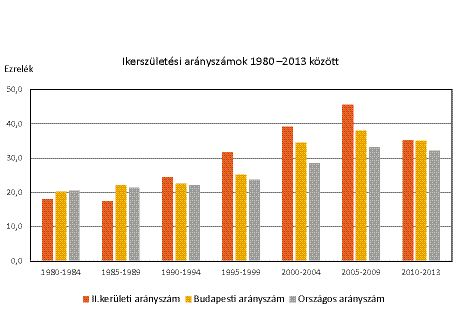 Ikerszületési arányszámok 1980 –2013 között
Ezrelék
50,0
40,0
30,0
20,0
10,0
0,0
1980-1984 1985-1989 1990-1994 1995-1999 2000-2004 2005-2009 2010-2013
II.kerületi arányszám Budapesti arányszám Országos arányszám